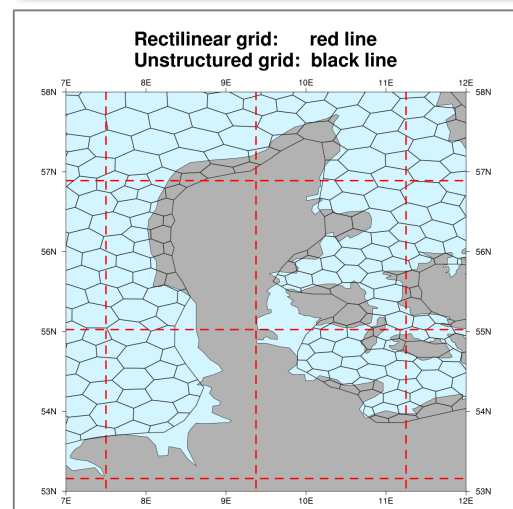 Rectilinear grid: red line
Unstructured grid: black line
7E 8E 9E 10E 11E 12E
58N 58N
57N 57N
56N 56N
55N 55N
54N 54N
53N 53N
7E 8E 9E 10E 11E 12E